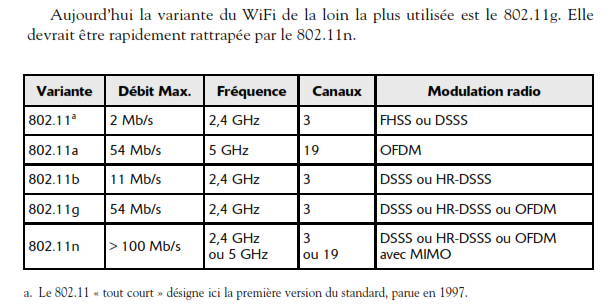 Aujourd’hui la variante du WiFi de la loin la plus utilisée est le 802.11g. Elle
devrait être rapidement rattrapée par le 802.11n.
Variante Débit Max. Fréquence Canaux Modulation radio
802.11a 2 Mb/s 2,4 GHz 3 FHSS ou DSSS
802.11a 54 Mb/s 5 GHz 19 OFDM
802.11b 11 Mb/s 2,4 GHz 3 DSSS ou HR-DSSS
802.11g 54 Mb/s 2,4 GHz 3 DSSS ou HR-DSSS ou OFDM
802.11n > 100 Mb/s 2,4 GHz 3 DSSS ou HR-DSSS ou OFDM
ou 5 GHz ou 19 avec MIMO
a. Le 802.11 « tout court » désigne ici la première version du standard, parue en 1997.